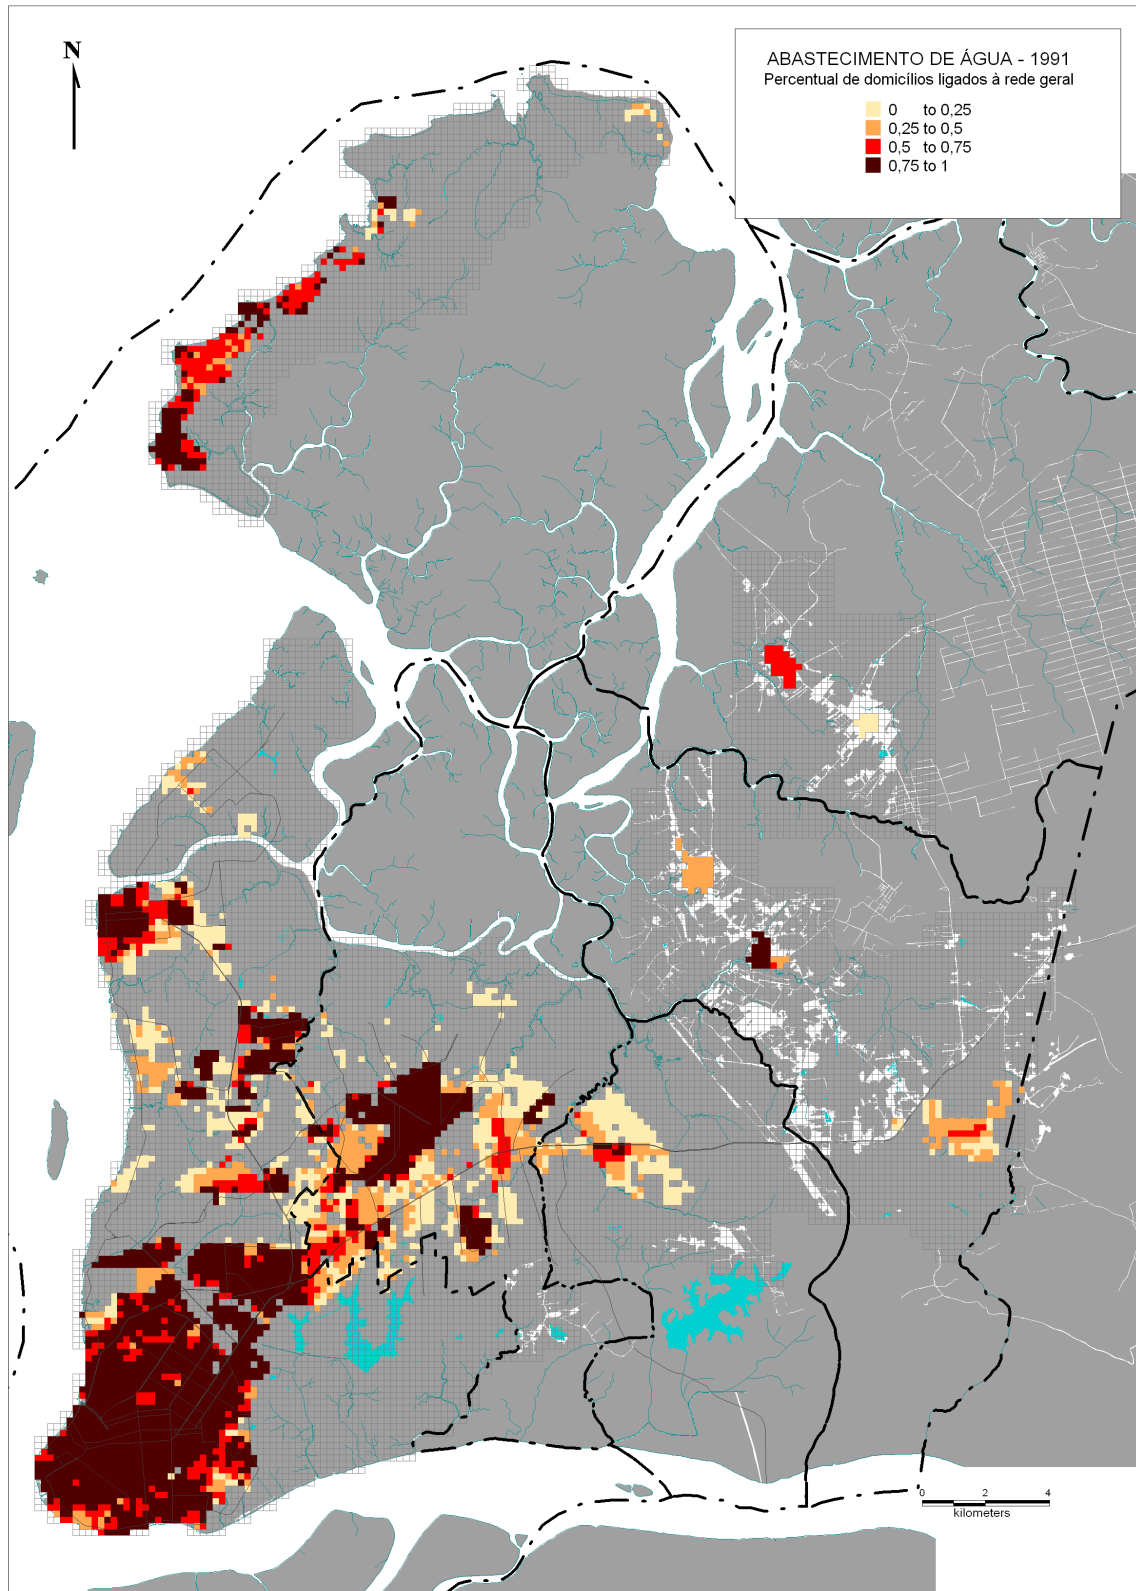 N
ABASTECIMENTO DE ÁGUA - 1991
Percentual de domicílios ligados à rede geral
0 to 0,25
0,25 to 0,5
0,5 to 0,75
0,75 to 1
0 2 4
kilometers